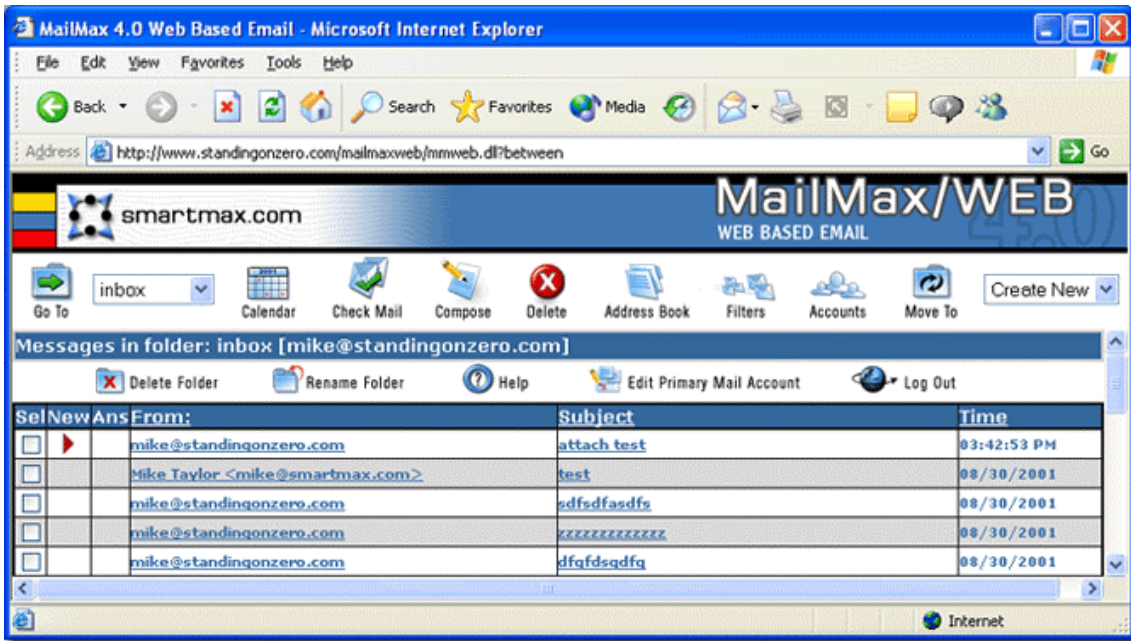 MailMax 4.0 Web Based Email - Microsoft Internet Explorer
File Edit View Favorites Tools Help
Back Search Favorites Media
Address http://www.standingonzero.com/mailmaxweb/mmweb.dll?between Go
smartmax.com
MailMax/WEB
WEB BASED EMAIL
4.0
Go To inbox Calendar Check Mail Compose Delete Address Book Filters Accounts Move To Create New
Messages in folder: inbox [mike@standingonzero.com]
Delete Folder Rename Folder Help Edit Primary Mail Account Log Out
Sel New Ans From: Subject Time
mike@standingonzero.com attach test 03:42:53 PM
Mike Taylor <mike@smartmax.com> test 08/30/2001
mike@standingonzero.com sdfsdfasdfs 08/30/2001
mike@standingonzero.com zzzzzzzzzzzzz 08/30/2001
mike@standingonzero.com dfgfdsgdfg 08/30/2001
Internet